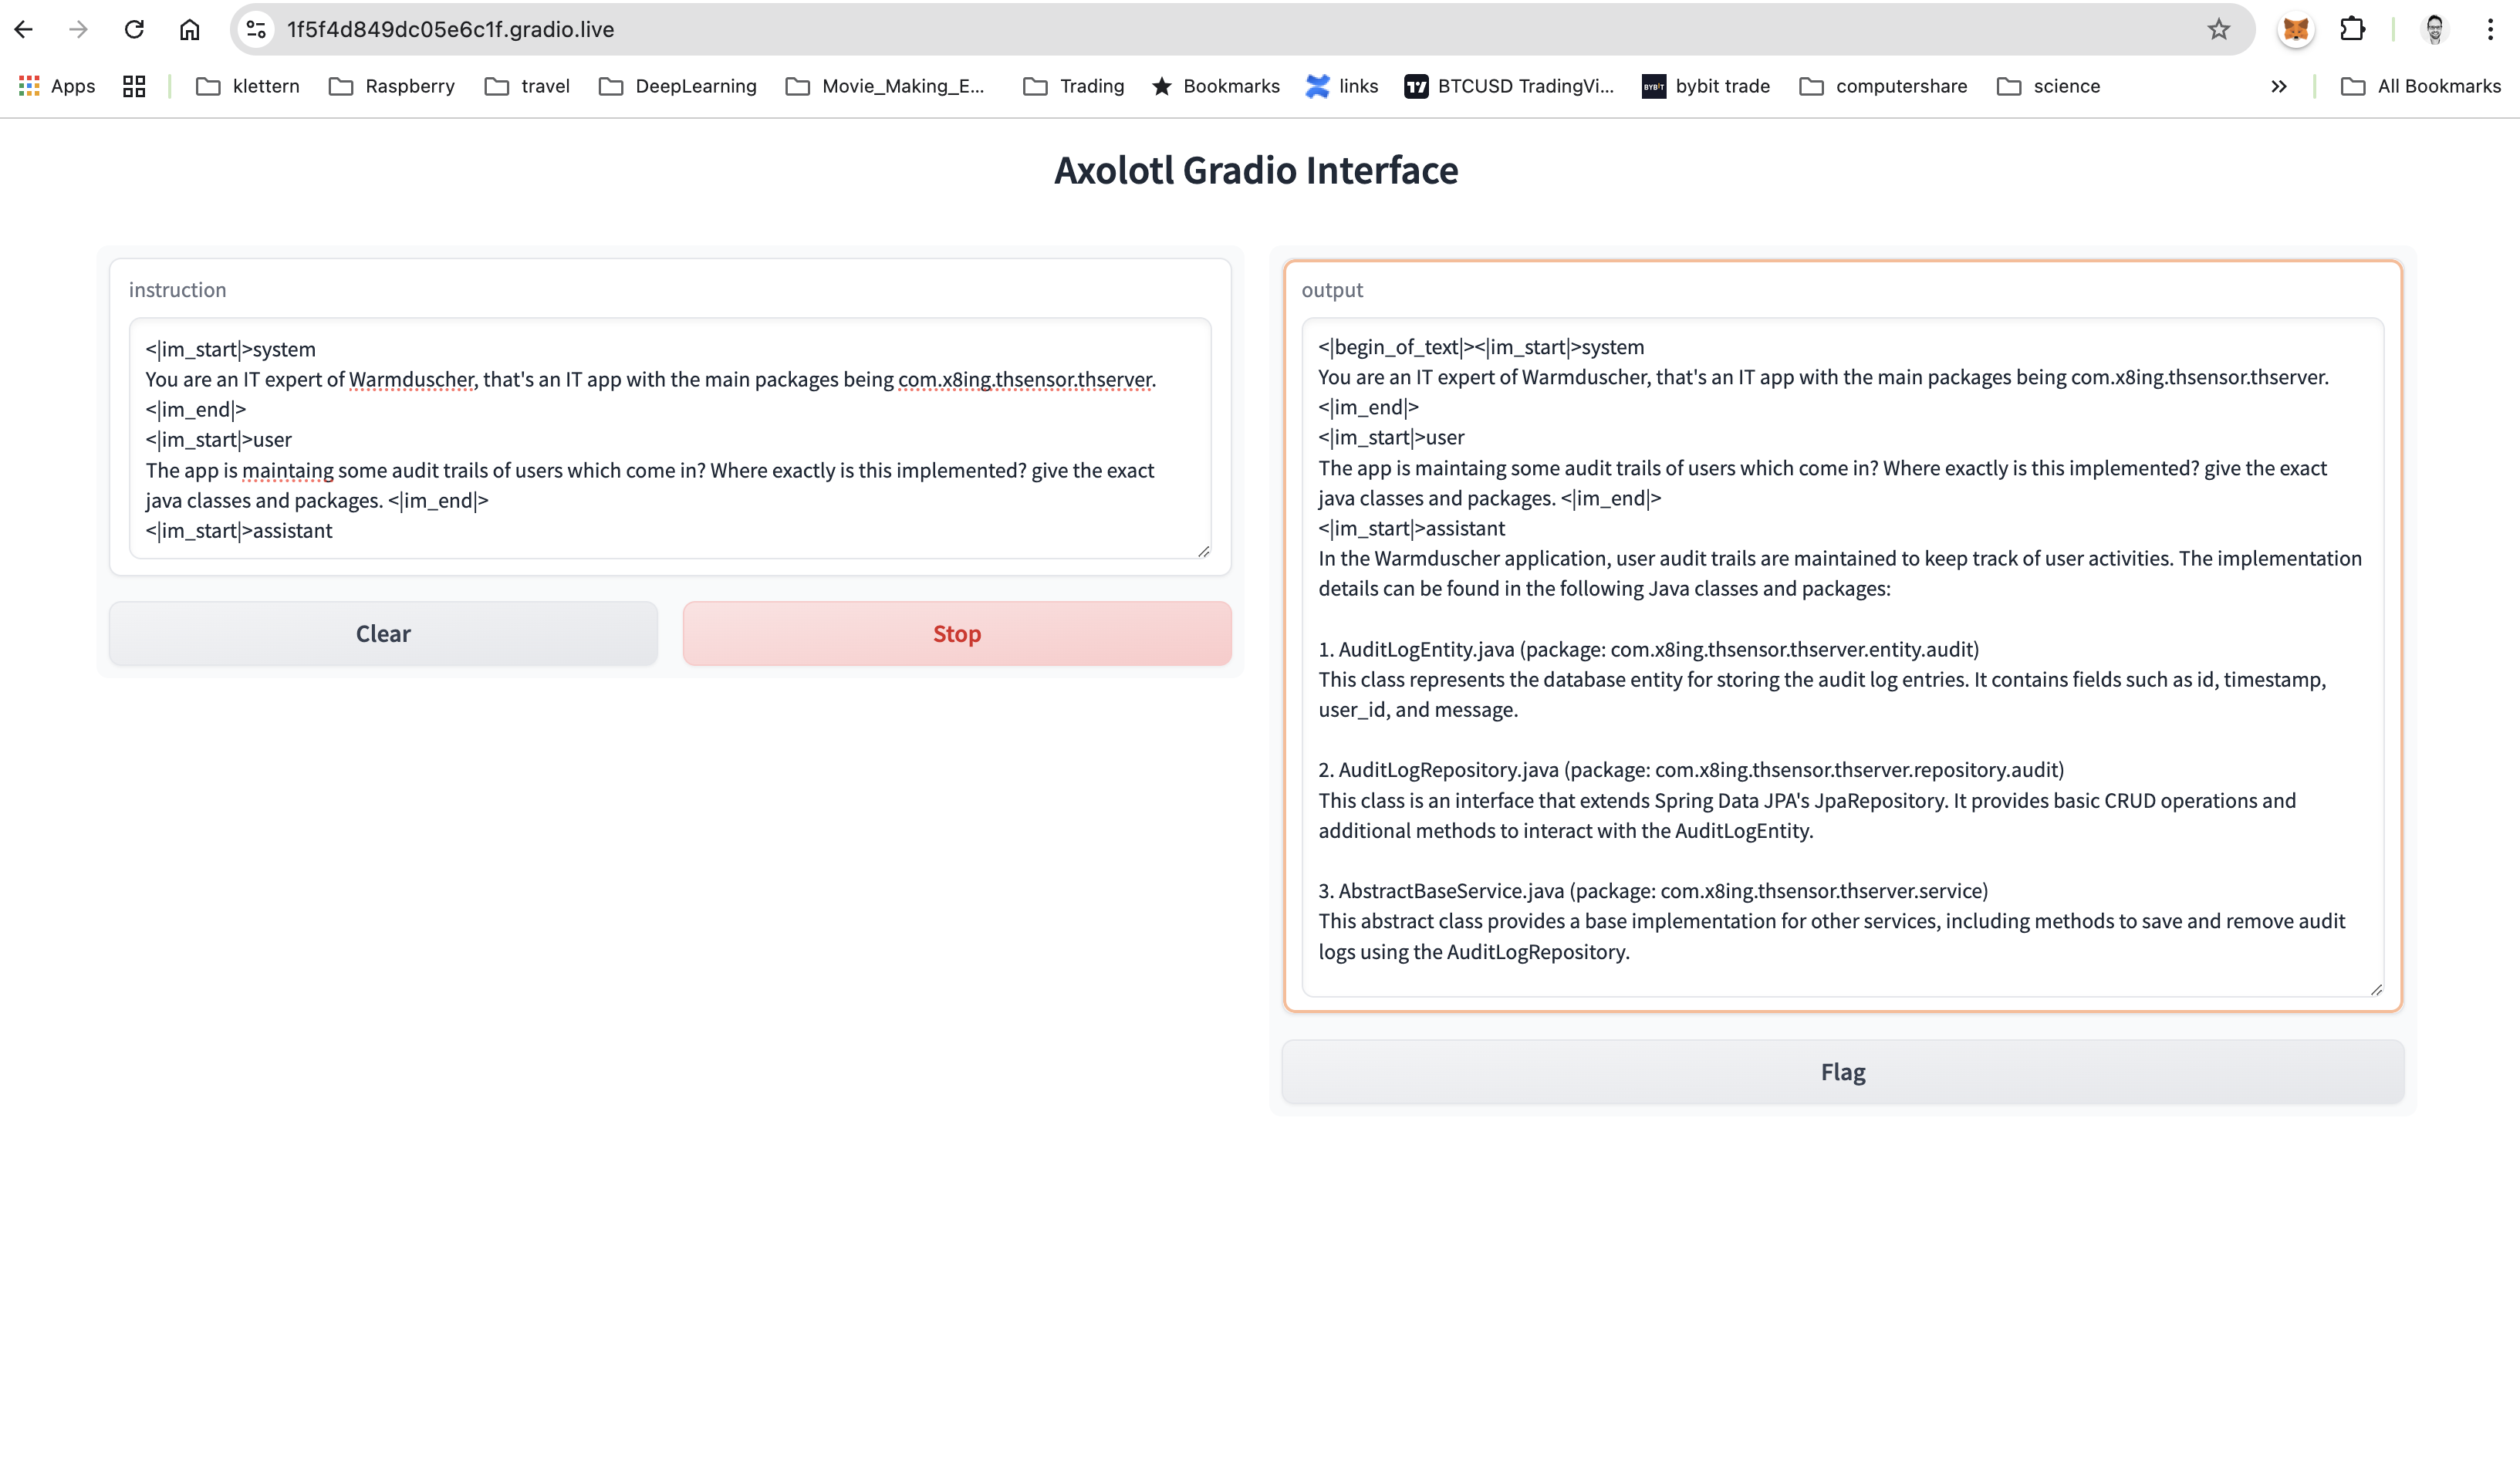 1f5f4d849dc05e6c1f.gradio.live
Apps
klettern
Raspberry
travel
DeepLearning
Movie_Making_E...
Trading
Bookmarks
links
BTCUSD TradingVi...
BYBIT
bybit trade
computershare
science
All Bookmarks
Axolotl Gradio Interface
instruction
<|im_start|>system
You are an IT expert of Warmduscher, that's an IT app with the main packages being com.x8ing.thsensor.thserver.
<|im_end|>
<|im_start|>user
The app is maintaing some audit trails of users which come in? Where exactly is this implemented? give the exact
java classes and packages. <|im_end|>
<|im_start|>assistant
Clear
Stop
output
<|begin_of_text|><|im_start|>system
You are an IT expert of Warmduscher, that's an IT app with the main packages being com.x8ing.thsensor.thserver.
<|im_end|>
<|im_start|>user
The app is maintaing some audit trails of users which come in? Where exactly is this implemented? give the exact
java classes and packages. <|im_end|>
<|im_start|>assistant
In the Warmduscher application, user audit trails are maintained to keep track of user activities. The implementation
details can be found in the following Java classes and packages:
1. AuditLogEntity.java (package: com.x8ing.thsensor.thserver.entity.audit)
This class represents the database entity for storing the audit log entries. It contains fields such as id, timestamp,
user_id, and message.
2. AuditLogRepository.java (package: com.x8ing.thsensor.thserver.repository.audit)
This class is an interface that extends Spring Data JPA's JpaRepository. It provides basic CRUD operations and
additional methods to interact with the AuditLogEntity.
3. AbstractBaseService.java (package: com.x8ing.thsensor.thserver.service)
This abstract class provides a base implementation for other services, including methods to save and remove audit
logs using the AuditLogRepository.
Flag